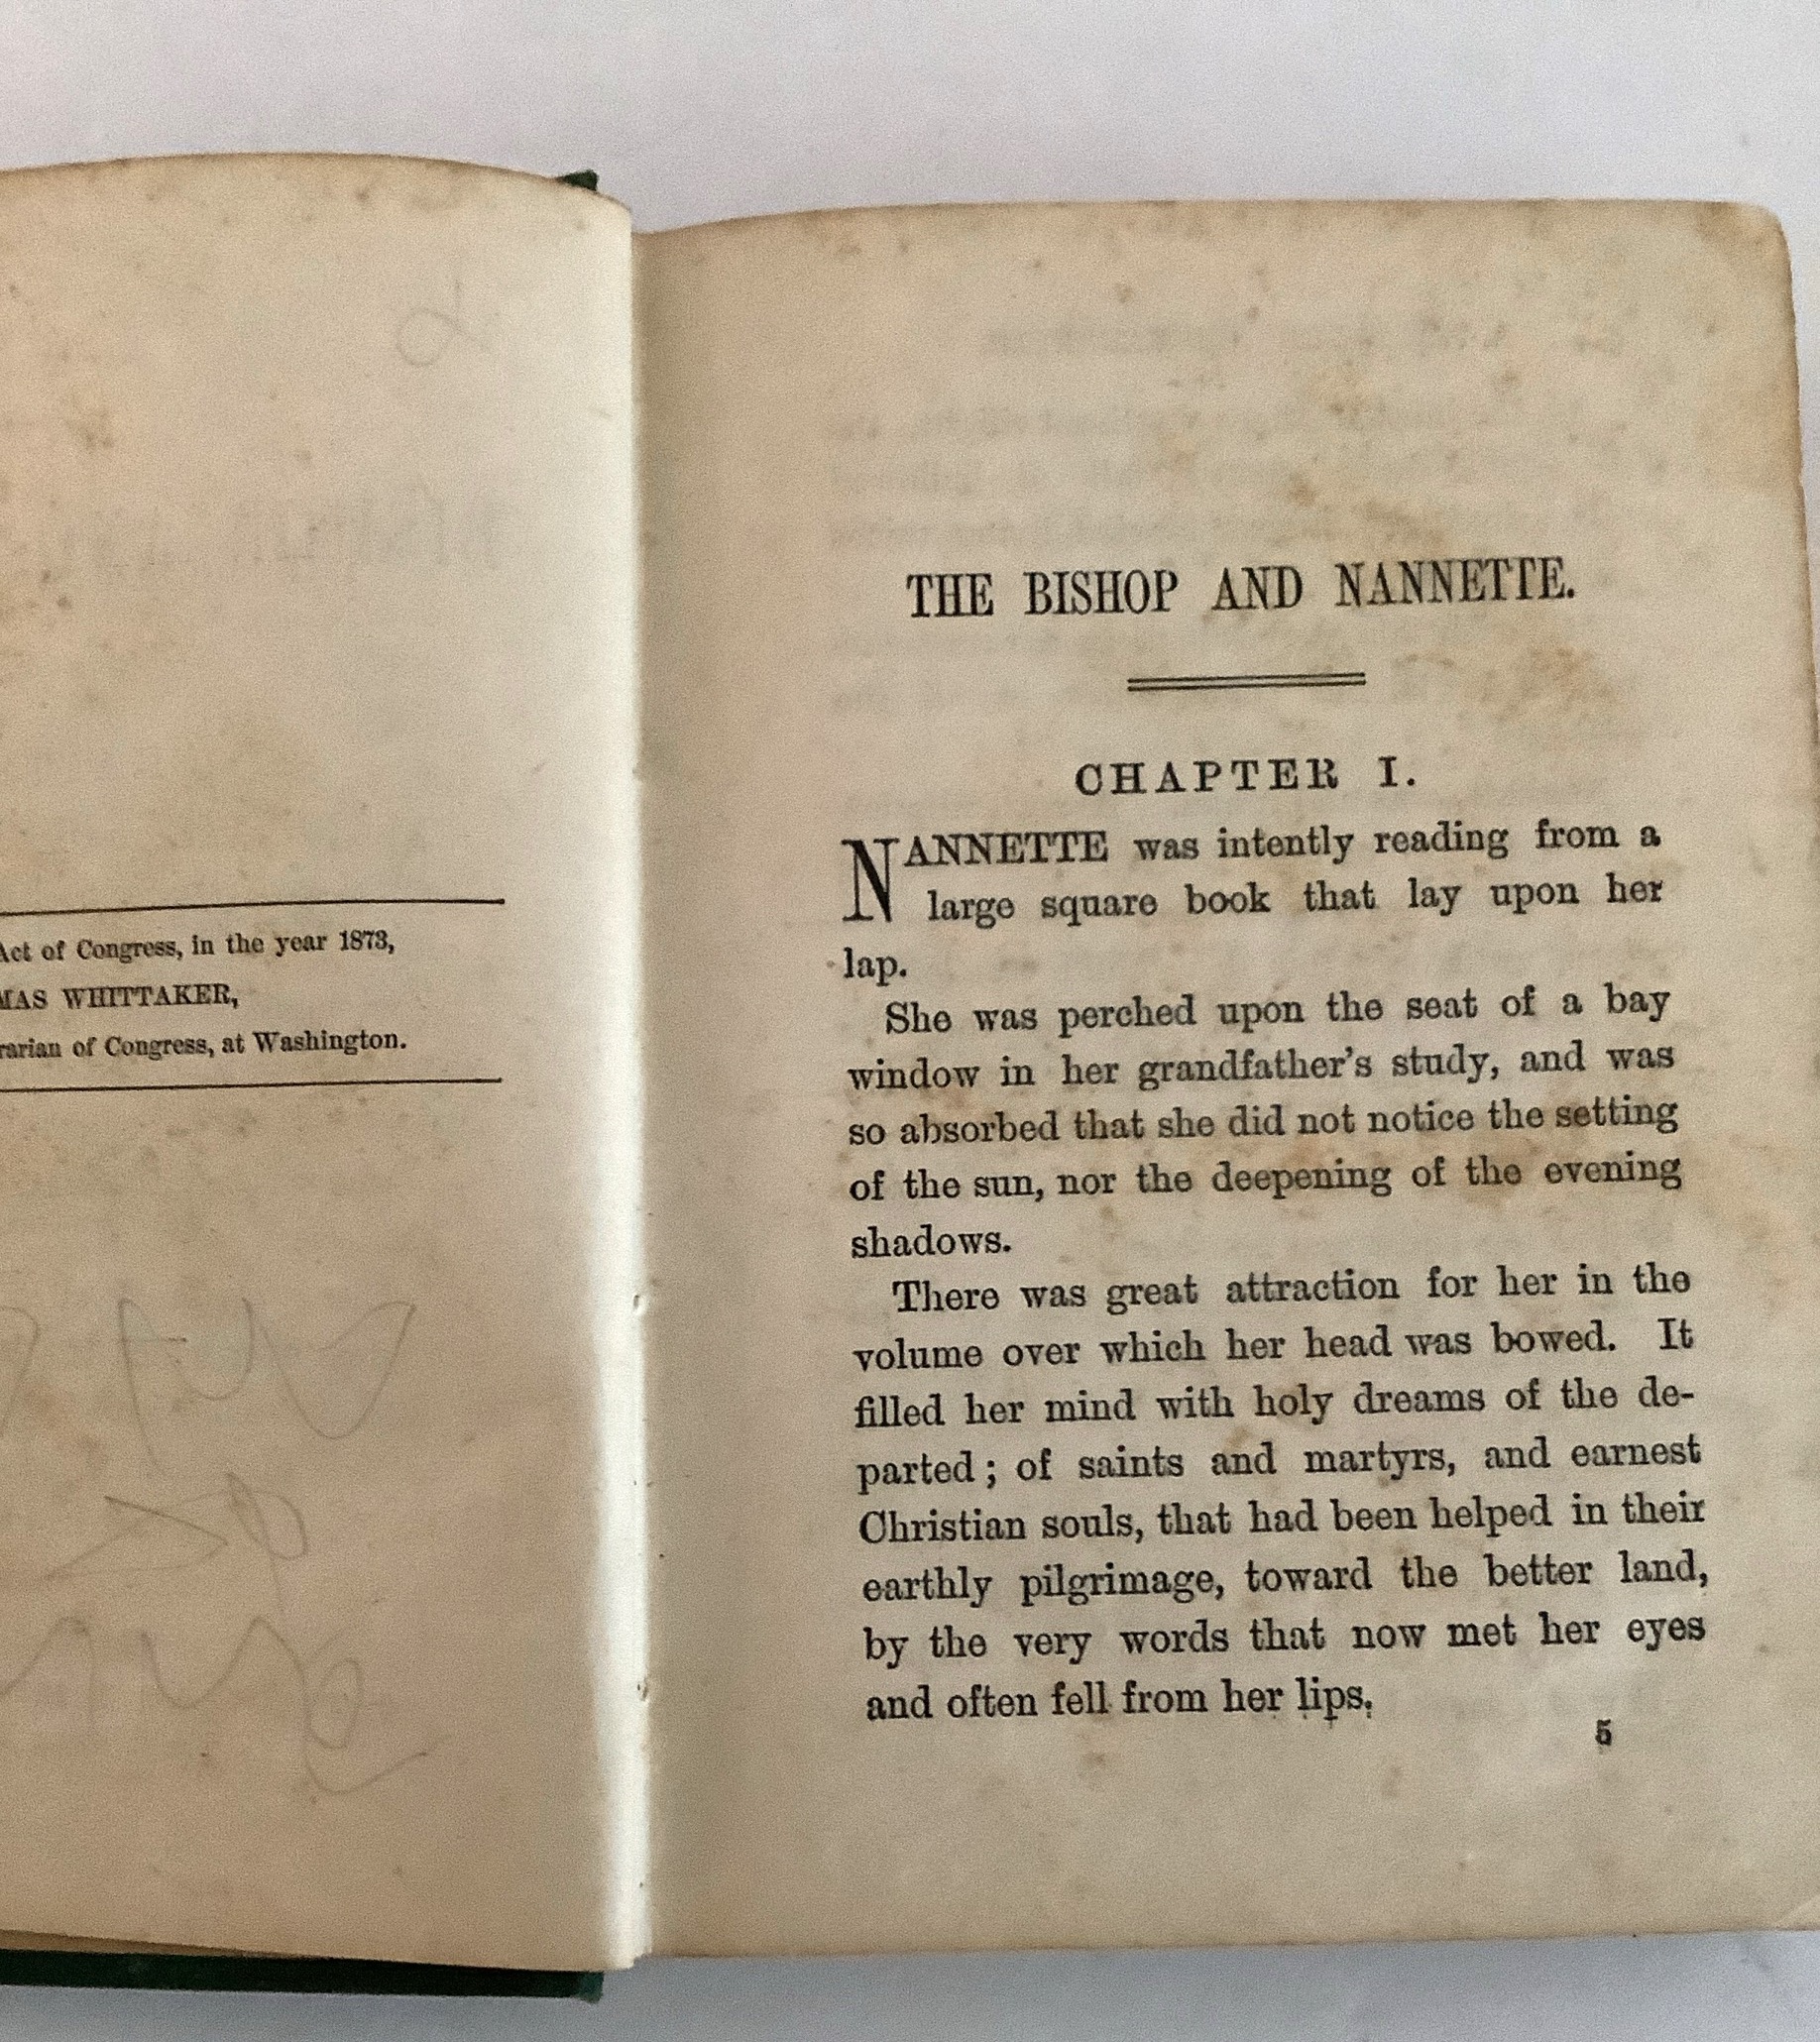 Act of Congress, in the year 1873,
WHITTAKER,
of Congress, at Washington.
THE BISHOP AND NANNETTE.
CHAPTER I.
NANNETTE was intently reading from a
large square book that lay upon her
lap.
She was perched upon the seat of a bay
window in her grandfather's study, and was
so absorbed that she did not notice the setting
of the sun, nor the deepening of the evening
shadows.
There was great attraction for her in the
volume over which her head was bowed. It
filled her mind with holy dreams of the de-
parted; of saints and martyrs, and earnest
Christian souls, that had been helped in their
earthly pilgrimage, toward the better land,
by the very words that now met her eyes
and often fell from her lips.
5